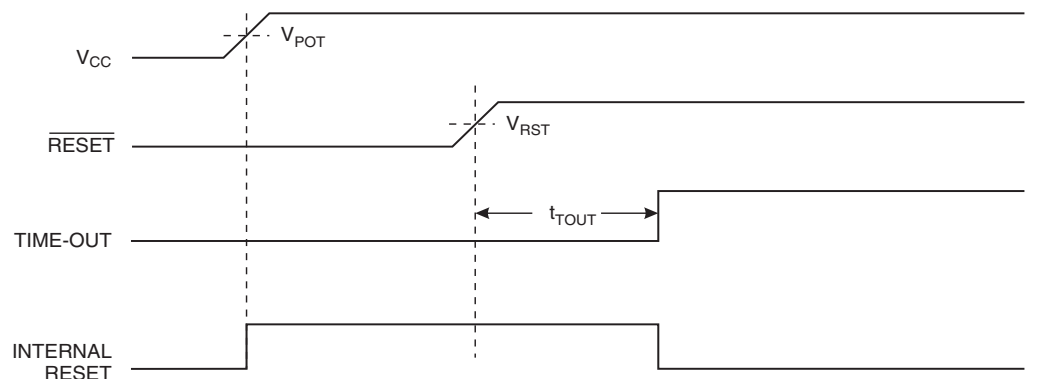 V_CC
V_POT
RESET
V_RST
t_TOUT
TIME-OUT
INTERNAL
RESET